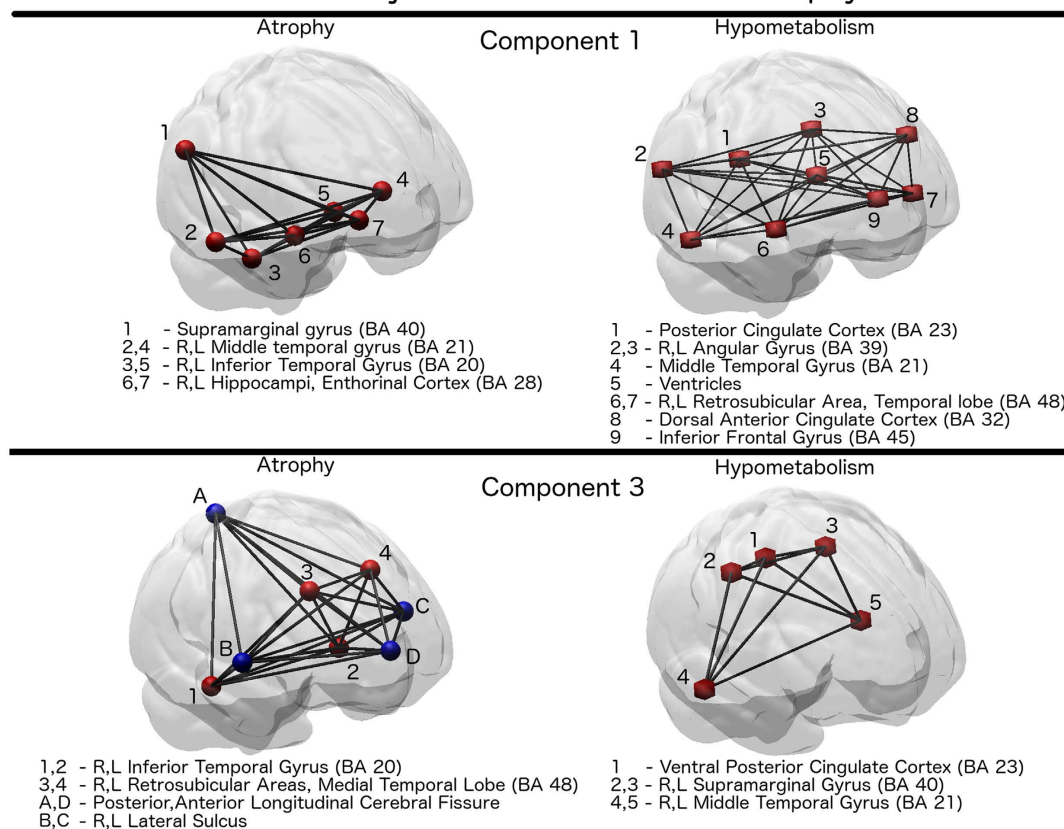 Atrophy
Component 1
Hypometabolism
1
2
3
4
5
6
7
1
2
3
4
5
6
7
8
9
1 - Supramarginal gyrus (BA 40)
2,4 - R,L Middle temporal gyrus (BA 21)
3,5 - R,L Inferior Temporal Gyrus (BA 20)
6,7 - R,L Hippocampi, Enthorinal Cortex (BA 28)
1 - Posterior Cingulate Cortex (BA 23)
2,3 - R,L Angular Gyrus (BA 39)
4 - Middle Temporal Gyrus (BA 21)
5 - Ventricles
6,7 - R,L Retrosubicular Area, Temporal lobe (BA 48)
8 - Dorsal Anterior Cingulate Cortex (BA 32)
9 - Inferior Frontal Gyrus (BA 45)
Atrophy
Component 3
Hypometabolism
A
4
3
C
B
D
2
1
3
1
2
5
4
1,2 - R,L Inferior Temporal Gyrus (BA 20)
3,4 - R,L Retrosubicular Areas, Medial Temporal Lobe (BA 48)
A,D - Posterior,Anterior Longitudinal Cerebral Fissure
B,C - R,L Lateral Sulcus
1 - Ventral Posterior Cingulate Cortex (BA 23)
2,3 - R,L Supramarginal Gyrus (BA 40)
4,5 - R,L Middle Temporal Gyrus (BA 21)